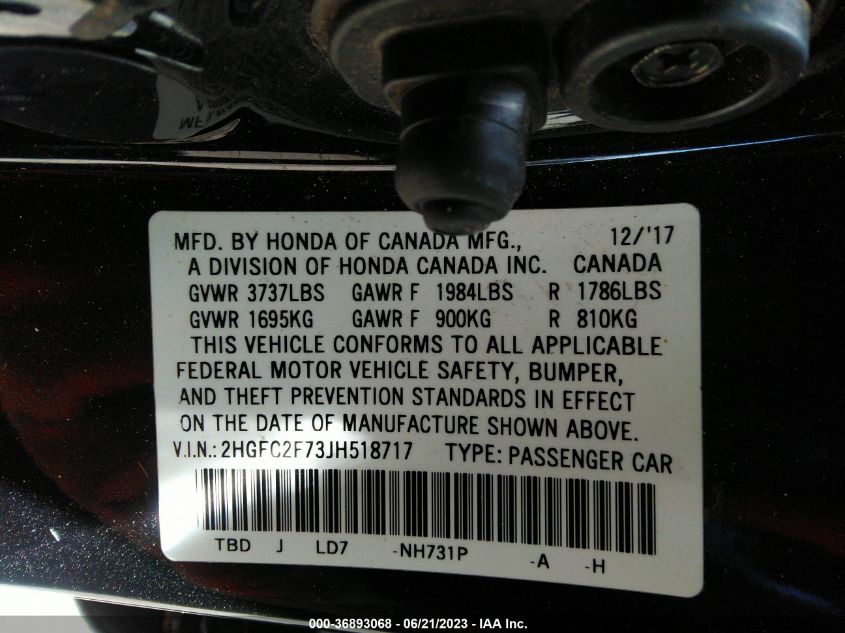 MFD. BY HONDA OF CANADA MFG., 12/'17
A DIVISION OF HONDA CANADA INC. CANADA
GVWR 3737LBS GAWR F 1984LBS R 1786LBS
GVWR 1695KG GAWR F 900KG R 810KG
THIS VEHICLE CONFORMS TO ALL APPLICABLE
FEDERAL MOTOR VEHICLE SAFETY, BUMPER,
AND THEFT PREVENTION STANDARDS IN EFFECT
ON THE DATE OF MANUFACTURE SHOWN ABOVE.
V.I.N.: 2HGFC2F73JH518717 TYPE: PASSENGER CAR
TBD J LD7 -NH731P -A -H
000-36893068 - 06/21/2023 - IAA Inc.